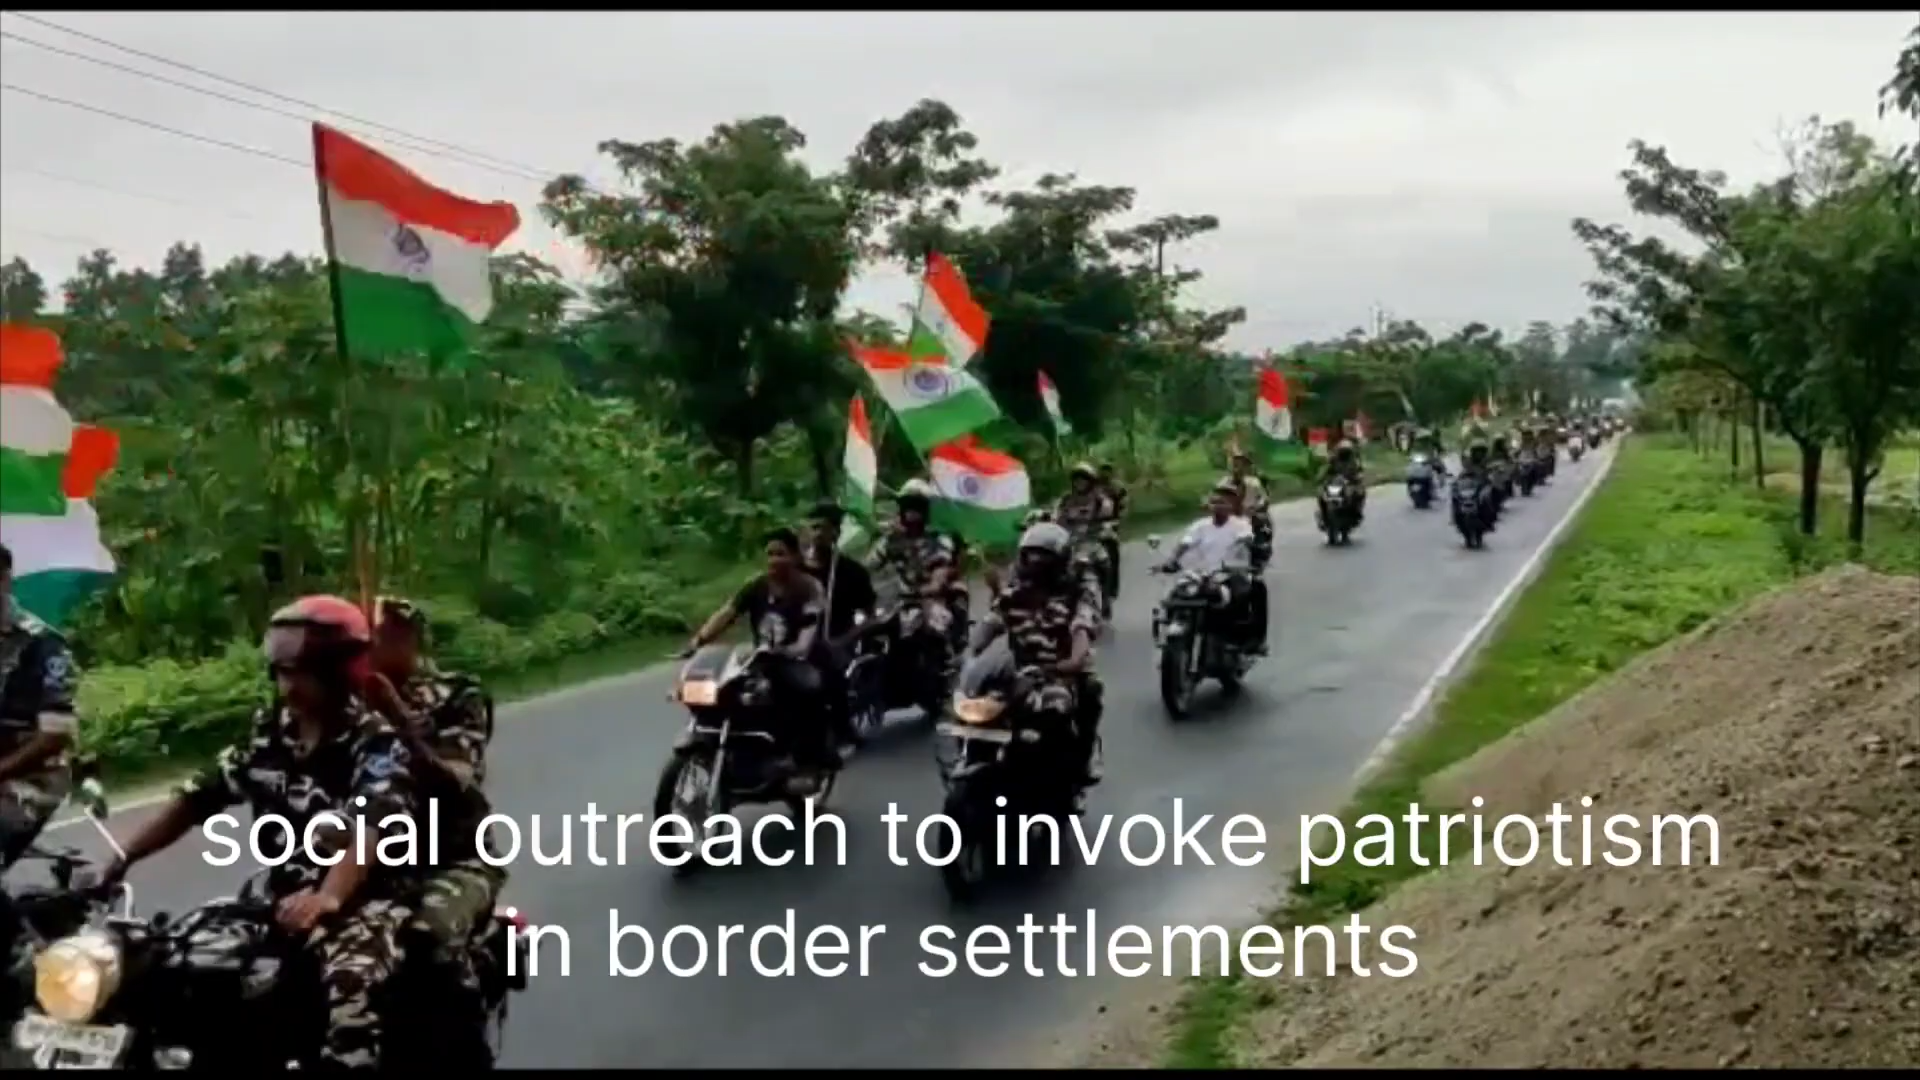 social outreach to invoke patriotism
in border settlements